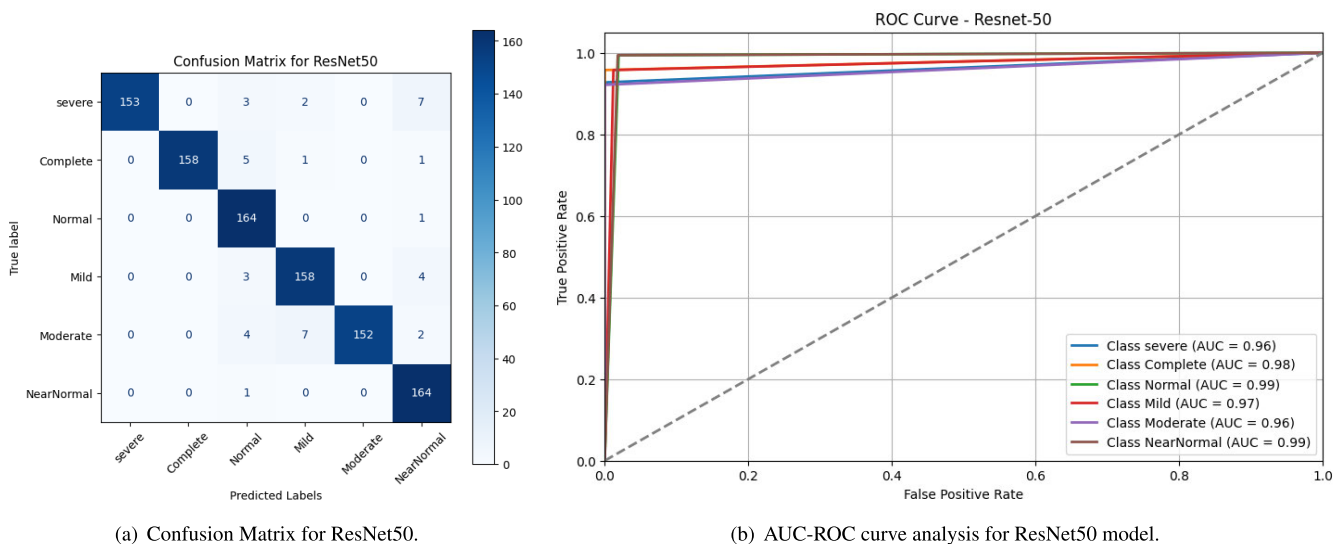 Confusion Matrix for ResNet50
severe 153 0 3 2 0 7
Complete 0 158 5 1 0 1
Normal 0 0 164 0 0 1
Mild 0 0 3 158 0 4
Moderate 0 0 4 7 152 2
NearNormal 0 0 1 0 0 164
True label
severe Complete Normal Mild Moderate NearNormal
Predicted Labels
160
140
120
100
80
60
40
20
0
(a) Confusion Matrix for ResNet50.
ROC Curve - Resnet-50
True Positive Rate
1.0
0.8
0.6
0.4
0.2
0.0
0.0 0.2 0.4 0.6 0.8 1.0
False Positive Rate
Class severe (AUC = 0.96)
Class Complete (AUC = 0.98)
Class Normal (AUC = 0.99)
Class Mild (AUC = 0.97)
Class Moderate (AUC = 0.96)
Class NearNormal (AUC = 0.99)
(b) AUC-ROC curve analysis for ResNet50 model.